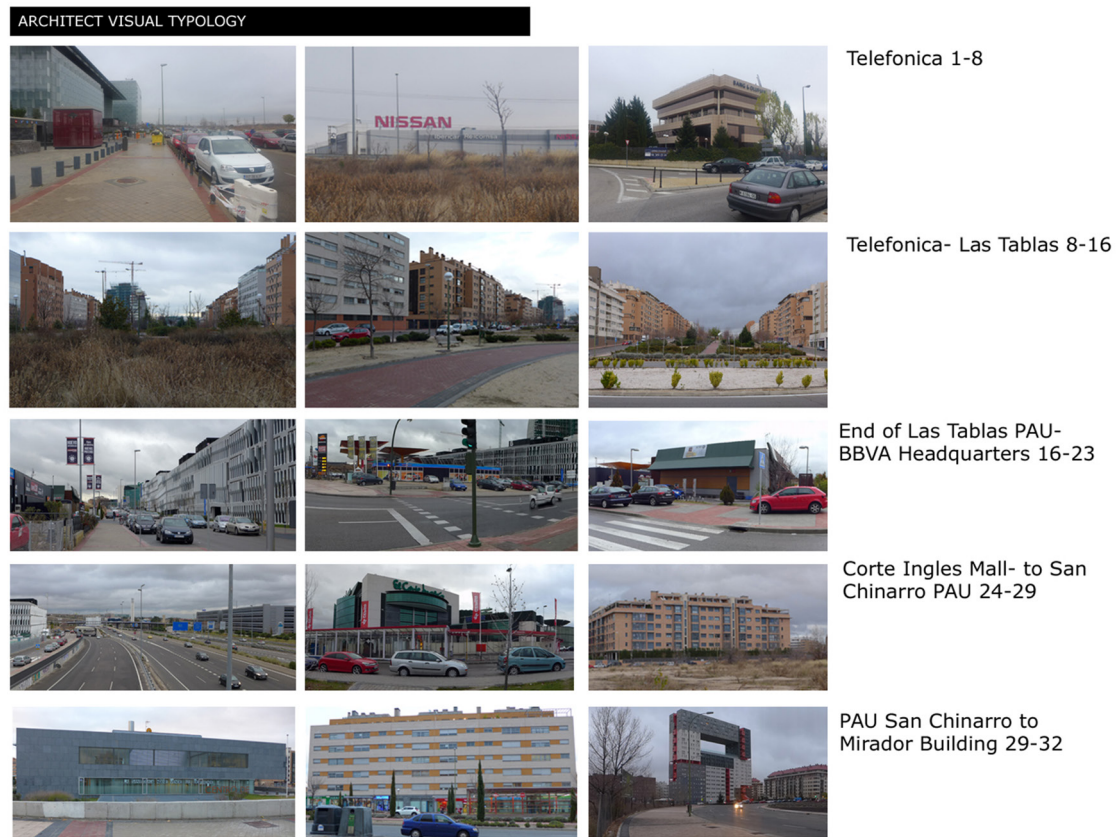 ARCHITECT VISUAL TYPOLOGY
Telefonica 1-8
NISSAN
Telefonica- Las Tablas 8-16
End of Las Tablas PAU-
BBVA Headquarters 16-23
Corte Ingles Mall- to San
Chinarro PAU 24-29
PAU San Chinarro to
Mirador Building 29-32